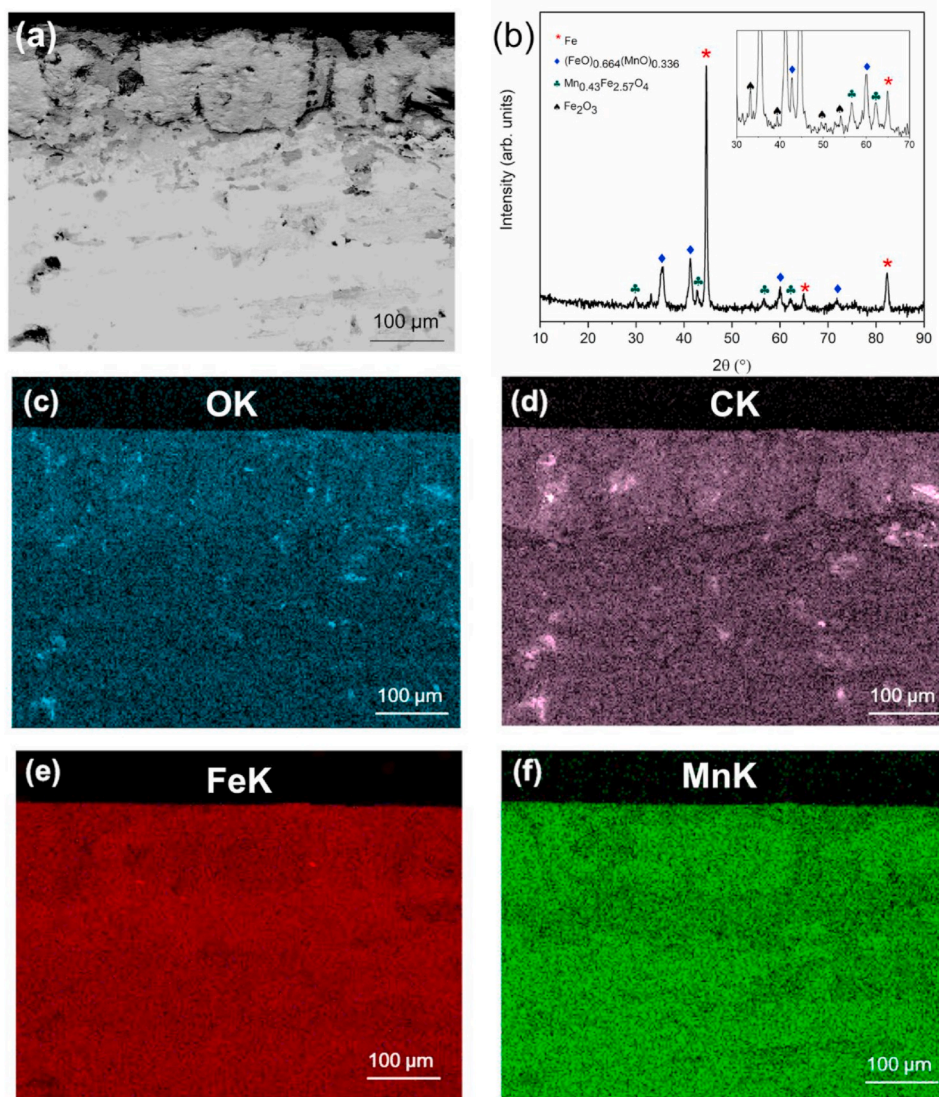 (a)
100 µm
(b)
* Fe
♦ (FeO)0.664(MnO)0.336
♣ Mn0.43Fe2.57O4
♠ Fe2O3
30 40 50 60 70
Intensity (arb. units)
10 20 30 40 50 60 70 80 90
2θ (°)
(c)
OK
100 µm
(d)
CK
100 µm
(e)
FeK
100 µm
(f)
MnK
100 µm